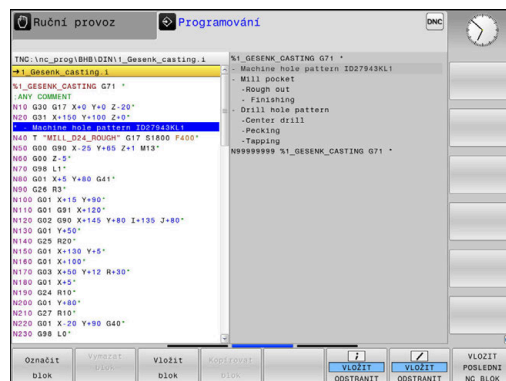 Ruční provoz
Programování
DNC
TNC:\nc_prog\BHB\DIN\1_Gesenk_casting.i
→1_Gesenk_casting.i
%1_GESENK_CASTING G71 *
;ANY COMMENT
N10 G30 G17 X+0 Y+0 Z-20*
N20 G31 X+150 Y+100 Z+0*
* - Machine hole pattern ID27943KL1
N40 T "MILL_D24_ROUGH" G17 S1800 F400*
N50 G00 G90 X-25 Y+65 Z+1 M13*
N60 G00 Z-5*
N70 G98 L1*
N80 G01 X+5 Y+80 G41*
N90 G26 R3*
N100 G01 X+15 Y+90*
N110 G01 G91 X+120*
N120 G02 G90 X+145 Y+80 I+135 J+80*
N130 G01 Y+50*
N140 G25 R20*
N150 G01 X+130 Y+5*
N160 G01 X+100*
N170 G03 X+50 Y+12 R+30*
N180 G01 X+5*
N190 G24 R10*
N200 G01 Y+80*
N210 G27 R10*
N220 G01 X-20 Y+90 G40*
N230 G98 L0*
%1_GESENK_CASTING G71 *
- Machine hole pattern ID27943KL1
- Mill pocket
-Rough out
- Finishing
- Drill hole pattern
-Center drill
-Pecking
-Tapping
N99999999 %1_GESENK_CASTING G71 *
Označit
blok
Vymazat
blok
Vložit
blok
Kopírovat
blok
VLOŽIT
ODSTRANIT
VLOŽIT
ODSTRANIT
VLOZIT
POSLEDNI
NC BLOK